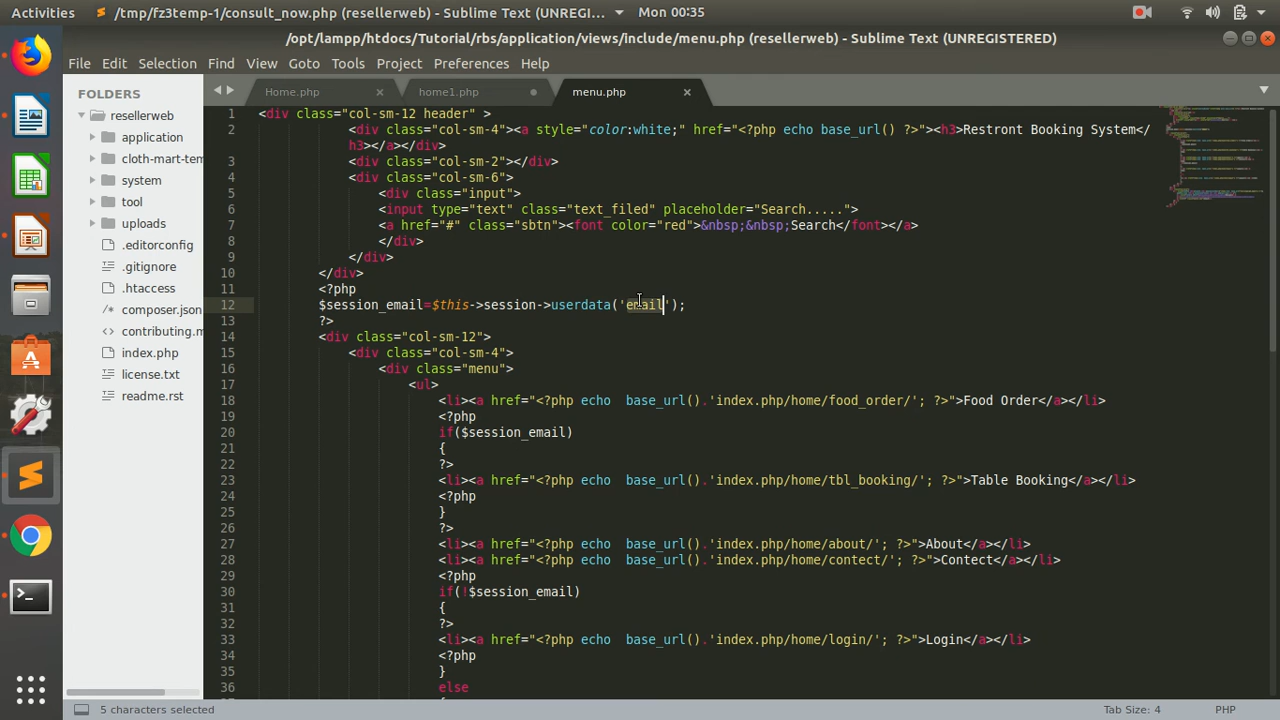 Activities
/tmp/fz3temp-1/consult_now.php (resellerweb) - Sublime Text (UNREGI...
Mon 00:35
/opt/lampp/htdocs/Tutorial/rbs/application/views/include/menu.php (resellerweb) - Sublime Text (UNREGISTERED)
File Edit Selection Find View Goto Tools Project Preferences Help
FOLDERS
resellerweb
application
cloth-mart-tem
system
tool
uploads
.editorconfig
.gitignore
.htaccess
composer.json
contributing.m
index.php
license.txt
readme.rst
Home.php home1.php menu.php
1 <div class="col-sm-12 header" >
2 <div class="col-sm-4"><a style="color:white;" href="<?php echo base_url() ?>"><h3>Restront Booking System</
h3></a></div>
3 <div class="col-sm-2"></div>
4 <div class="col-sm-6">
5 <div class="input">
6 <input type="text" class="text_filed" placeholder="Search.....">
7 <a href="#" class="sbtn"><font color="red">&nbsp;&nbsp;Search</font></a>
8 </div>
9 </div>
10 </div>
11 <?php
12 $session_email=$this->session->userdata('email');
13 ?>
14 <div class="col-sm-12">
15 <div class="col-sm-4">
16 <div class="menu">
17 <ul>
18 <li><a href="<?php echo  base_url().'index.php/home/food_order/'; ?>">Food Order</a></li>
19 <?php
20 if($session_email)
21 {
22 ?>
23 <li><a href="<?php echo  base_url().'index.php/home/tbl_booking/'; ?>">Table Booking</a></li>
24 <?php
25 }
26 ?>
27 <li><a href="<?php echo  base_url().'index.php/home/about/'; ?>">About</a></li>
28 <li><a href="<?php echo  base_url().'index.php/home/contect/'; ?>">Contect</a></li>
29 <?php
30 if(!$session_email)
31 {
32 ?>
33 <li><a href="<?php echo  base_url().'index.php/home/login/'; ?>">Login</a></li>
34 <?php
35 }
36 else
5 characters selected
Tab Size: 4
PHP